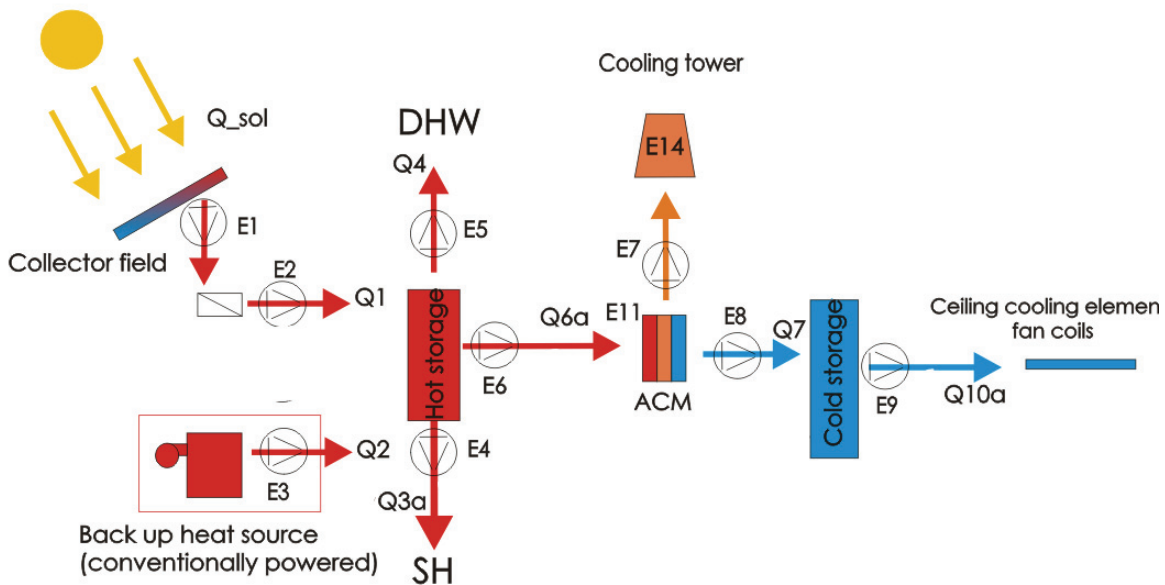 Cooling tower
Q_sol
DHW
E14
Q4
E1
E5
E7
Collector field
E2
Q1
Hot storage
Q6a
E11
E8
Q7
Cold storage
Ceiling cooling elemen
fan coils
E6
ACM
E9
Q10a
E3
Q2
E4
Q3a
Back up heat source
(conventionally powered)
SH